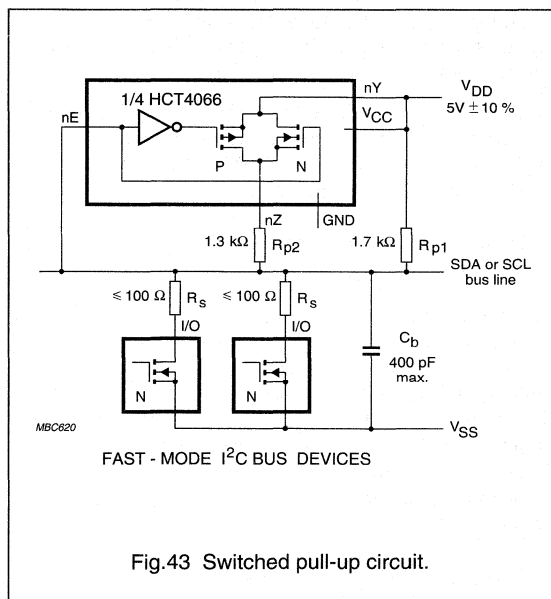 1/4 HCT4066
nE
nY
V_DD
5V ± 10 %
V_CC
P
N
GND
nZ
1.3 kΩ
R_p2
1.7 kΩ
R_p1
SDA or SCL
bus line
≤ 100 Ω
R_s
≤ 100 Ω
R_s
I/O
I/O
C_b
400 pF
max.
N
N
MBC620
V_SS
FAST - MODE I²C BUS DEVICES
Fig.43 Switched pull-up circuit.